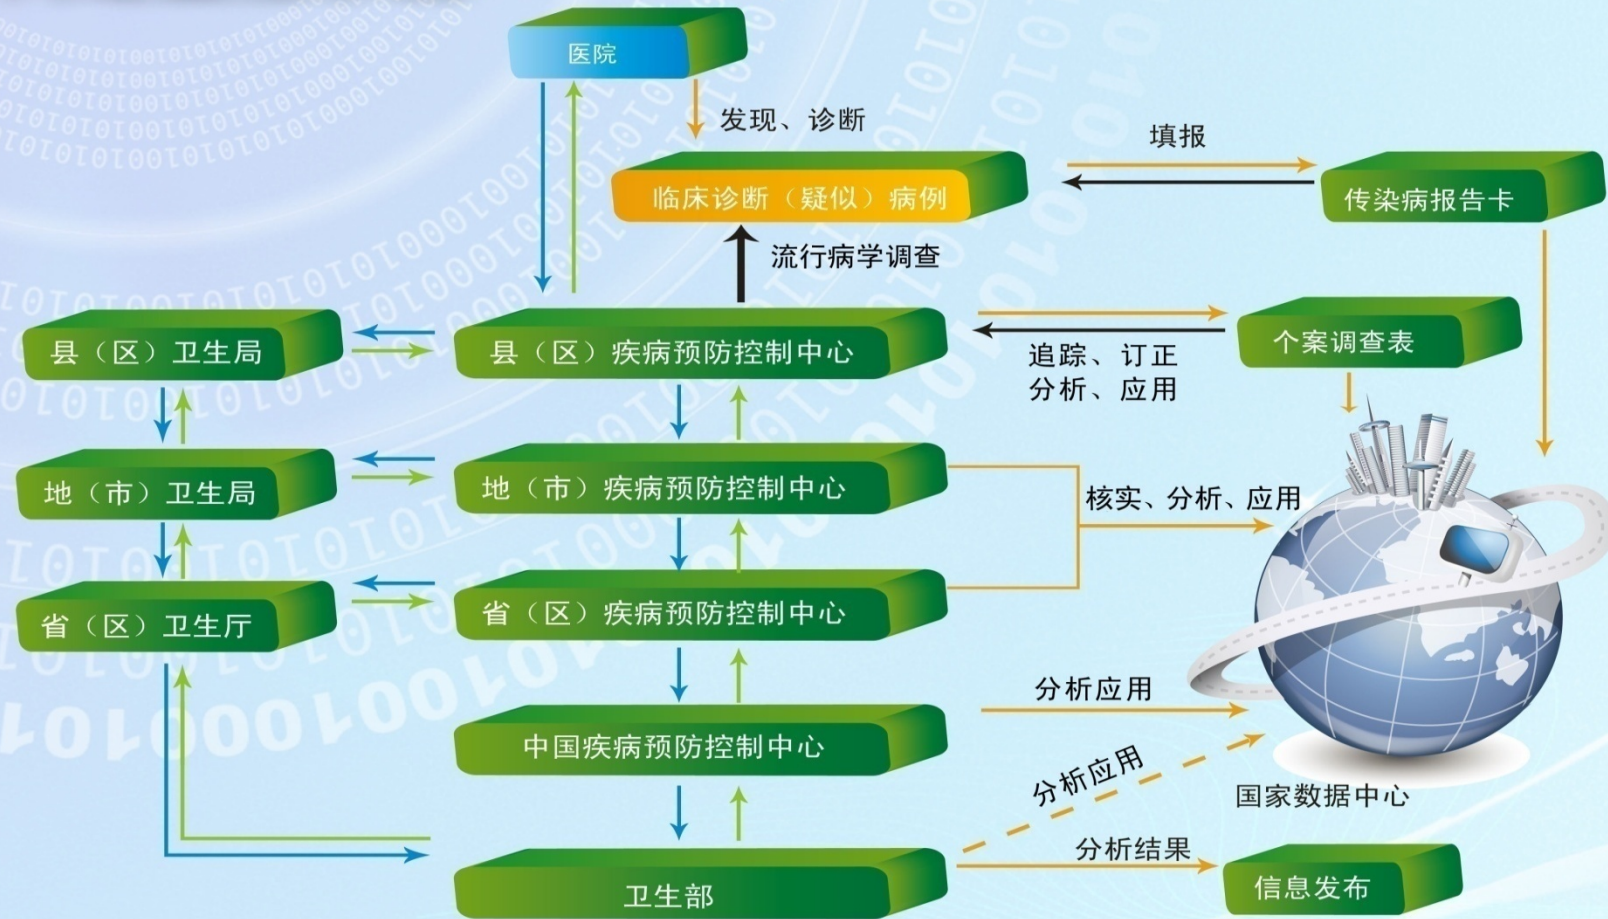 医院
发现、诊断
填报
临床诊断（疑似）病例
传染病报告卡
流行病学调查
县（区）卫生局
县（区）疾病预防控制中心
个案调查表
追踪、订正
分析、应用
地（市）卫生局
地（市）疾病预防控制中心
核实、分析、应用
省（区）卫生厅
省（区）疾病预防控制中心
分析应用
中国疾病预防控制中心
分析应用
国家数据中心
分析结果
卫生部
信息发布